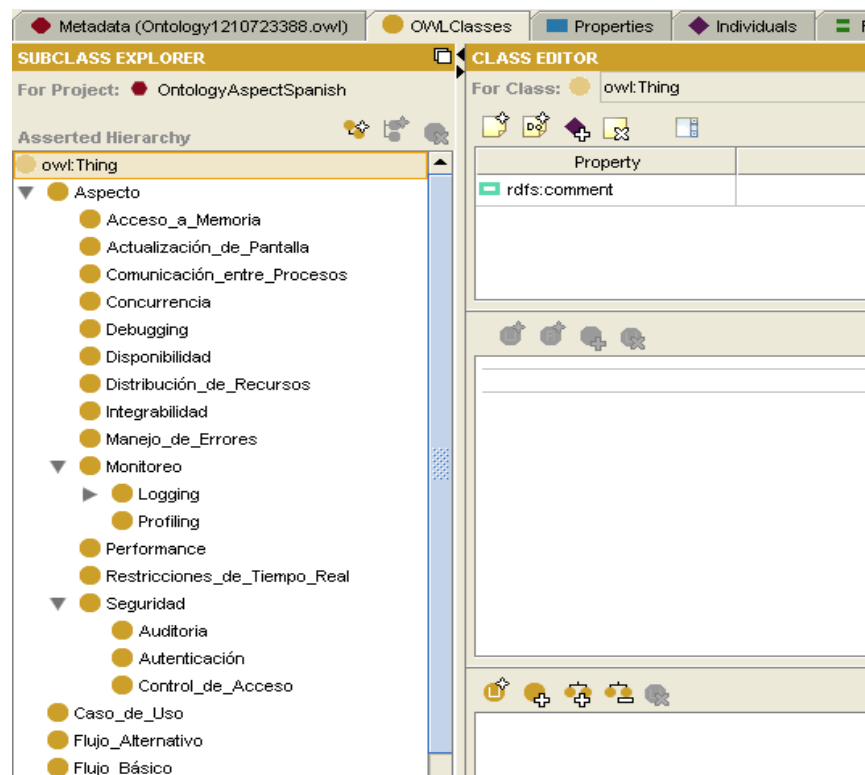 Metadata (Ontology1210723388.owl)
OWLClasses
Properties
Individuals
SUBCLASS EXPLORER
For Project: OntologyAspectSpanish
Asserted Hierarchy
owl:Thing
Aspecto
Acceso_a_Memoria
Actualización_de_Pantalla
Comunicación_entre_Procesos
Concurrencia
Debugging
Disponibilidad
Distribución_de_Recursos
Integrabilidad
Manejo_de_Errores
Monitoreo
Logging
Profiling
Performance
Restricciones_de_Tiempo_Real
Seguridad
Auditoria
Autenticación
Control_de_Acceso
Caso_de_Uso
Flujo_Alternativo
Flujo_Básico
CLASS EDITOR
For Class: owl:Thing
Property
rdfs:comment